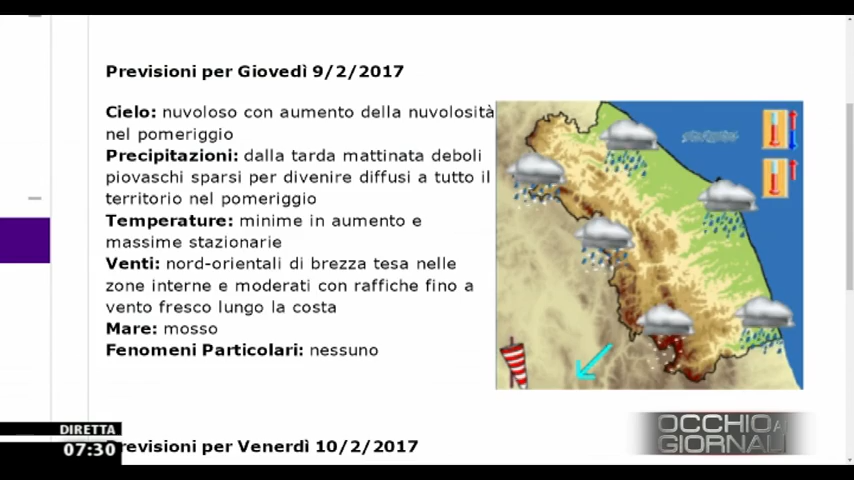 Previsioni per Giovedì 9/2/2017
Cielo: nuvoloso con aumento della nuvolosità
nel pomeriggio
Precipitazioni: dalla tarda mattinata deboli
piovaschi sparsi per divenire diffusi a tutto il
territorio nel pomeriggio
Temperature: minime in aumento e
massime stazionarie
Venti: nord-orientali di brezza tesa nelle
zone interne e moderati con raffiche fino a
vento fresco lungo la costa
Mare: mosso
Fenomeni Particolari: nessuno
DIRETTA
07:30
Previsioni per Venerdì 10/2/2017
OCCHIO AI
GIORNALI